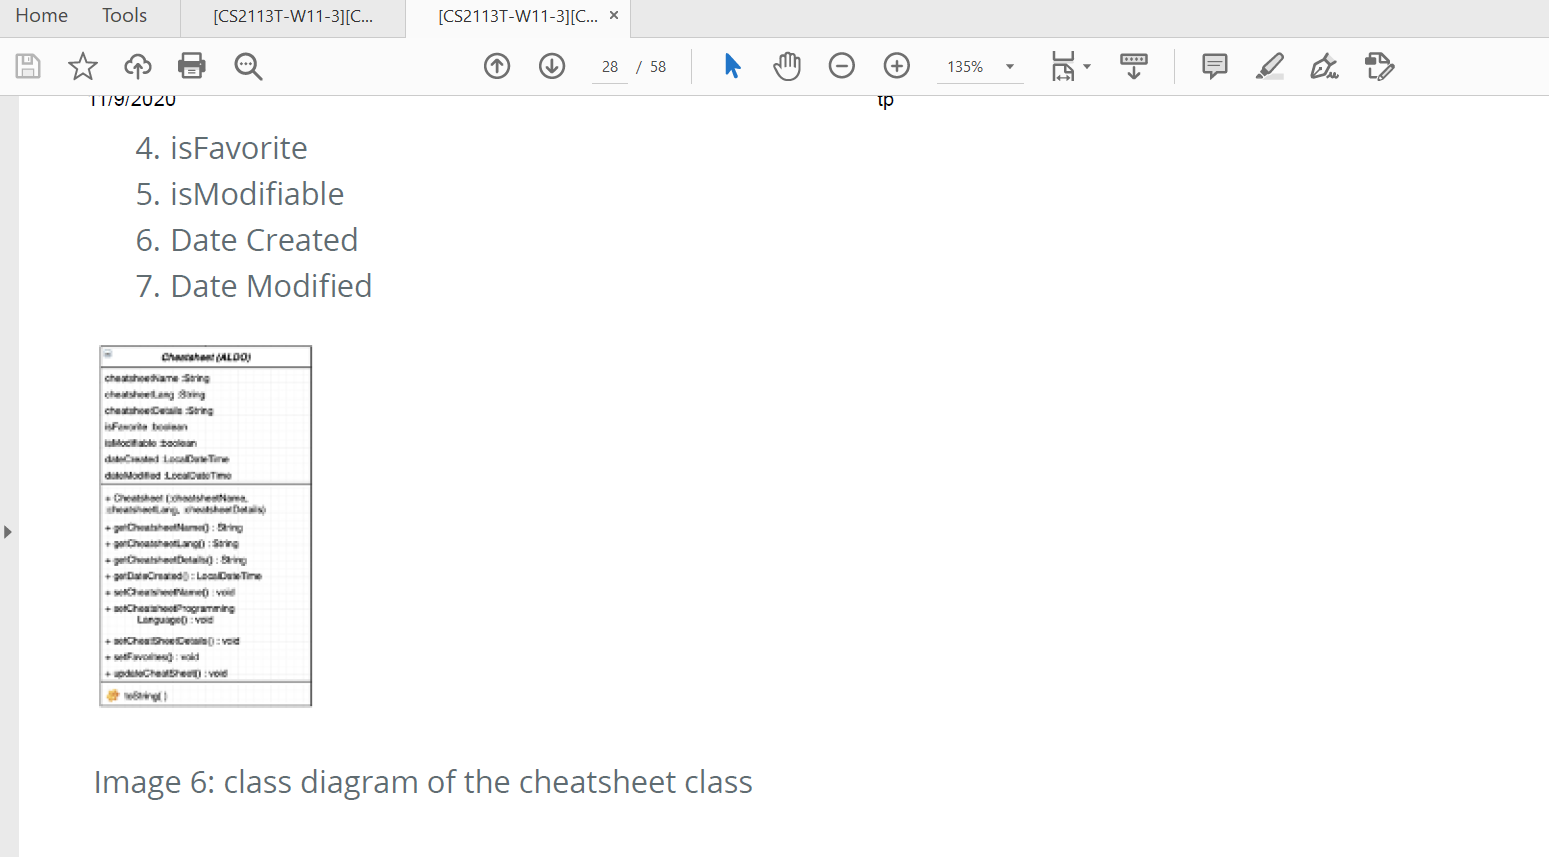 Home Tools [CS2113T-W11-3][C... [CS2113T-W11-3][C... ×
28 / 58 135%
11/9/2020 tp
4. isFavorite
5. isModifiable
6. Date Created
7. Date Modified
Cheatsheet (ALDO)
cheatsheetName :String
cheatsheetLang :String
cheatsheetDetails :String
isFavorite :boolean
isModifiable :boolean
dateCreated :LocalDateTime
dateModified :LocalDateTime
+ Cheatsheet (:cheatsheetName,
:cheatsheetLang, :cheatsheetDetails)
+ getCheatsheetName() : String
+ getCheatsheetLang() : String
+ getCheatsheetDetails() : String
+ getDateCreated() : LocalDateTime
+ setCheatsheetName() : void
+ setCheatsheetProgramming
Language() : void
+ setCheatSheetDetails() : void
+ setFavorites() : void
+ updateCheatSheet() : void
toString( )
Image 6: class diagram of the cheatsheet class